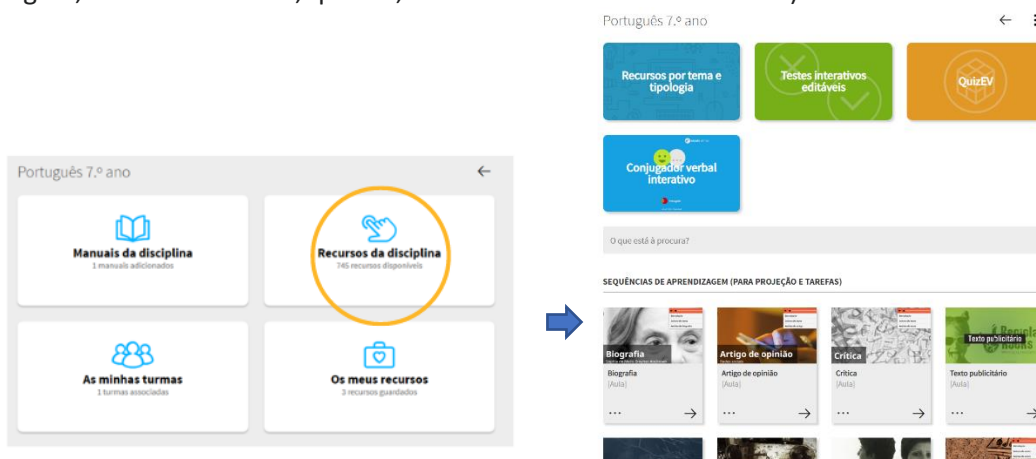 Português 7.º ano
Manuais da disciplina
1 manuais adicionados
Recursos da disciplina
745 recursos disponíveis
As minhas turmas
1 turmas associadas
Os meus recursos
3 recursos guardados
Português 7.º ano
Recursos por tema e
tipologia
Testes interativos
editáveis
QuizEV
Conjugador verbal
interativo
O que está à procura?
SEQUÊNCIAS DE APRENDIZAGEM (PARA PROJEÇÃO E TAREFAS)
Biografia
Artigo de opinião
Crítica
Texto publicitário
Biografia
[Aula]
Artigo de opinião
[Aula]
Crítica
[Aula]
Texto publicitário
[Aula]